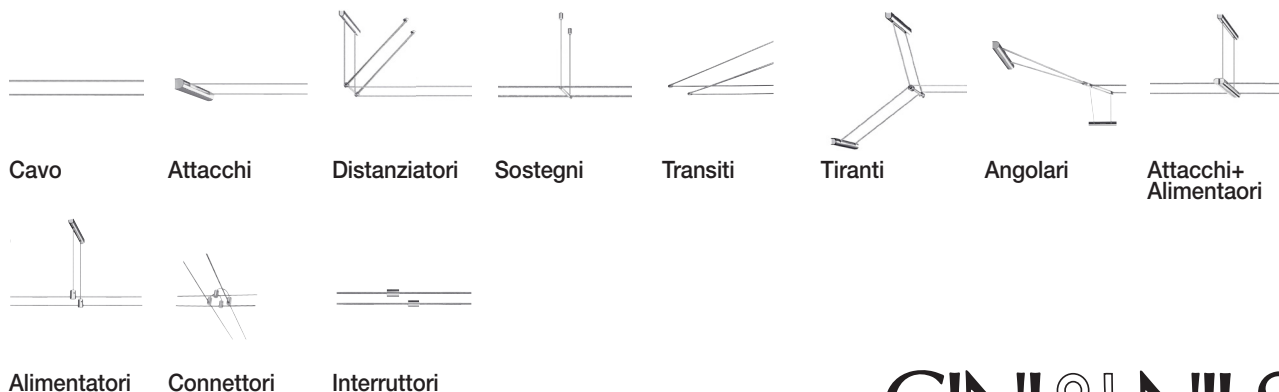 Cavo
Attacchi
Distanziatori
Sostegni
Transiti
Tiranti
Angolari
Attacchi+
Alimentaori
Alimentatori
Connettori
Interruttori